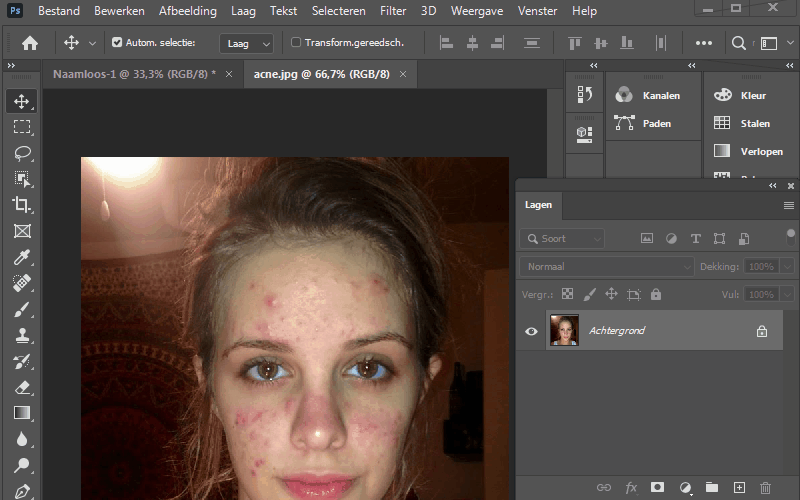 Ps Bestand Bewerken Afbeelding Laag Tekst Selecteren Filter 3D Weergave Venster Help
Autom. selectie: Laag Transform.gereedsch.
Naamloos-1 @ 33,3% (RGB/8) * × acne.jpg @ 66,7% (RGB/8) ×
Kanalen
Paden
Kleur
Stalen
Verlopen
Lagen
Soort
Normaal Dekking: 100%
Vergr.: Vul: 100%
Achtergrond
fx